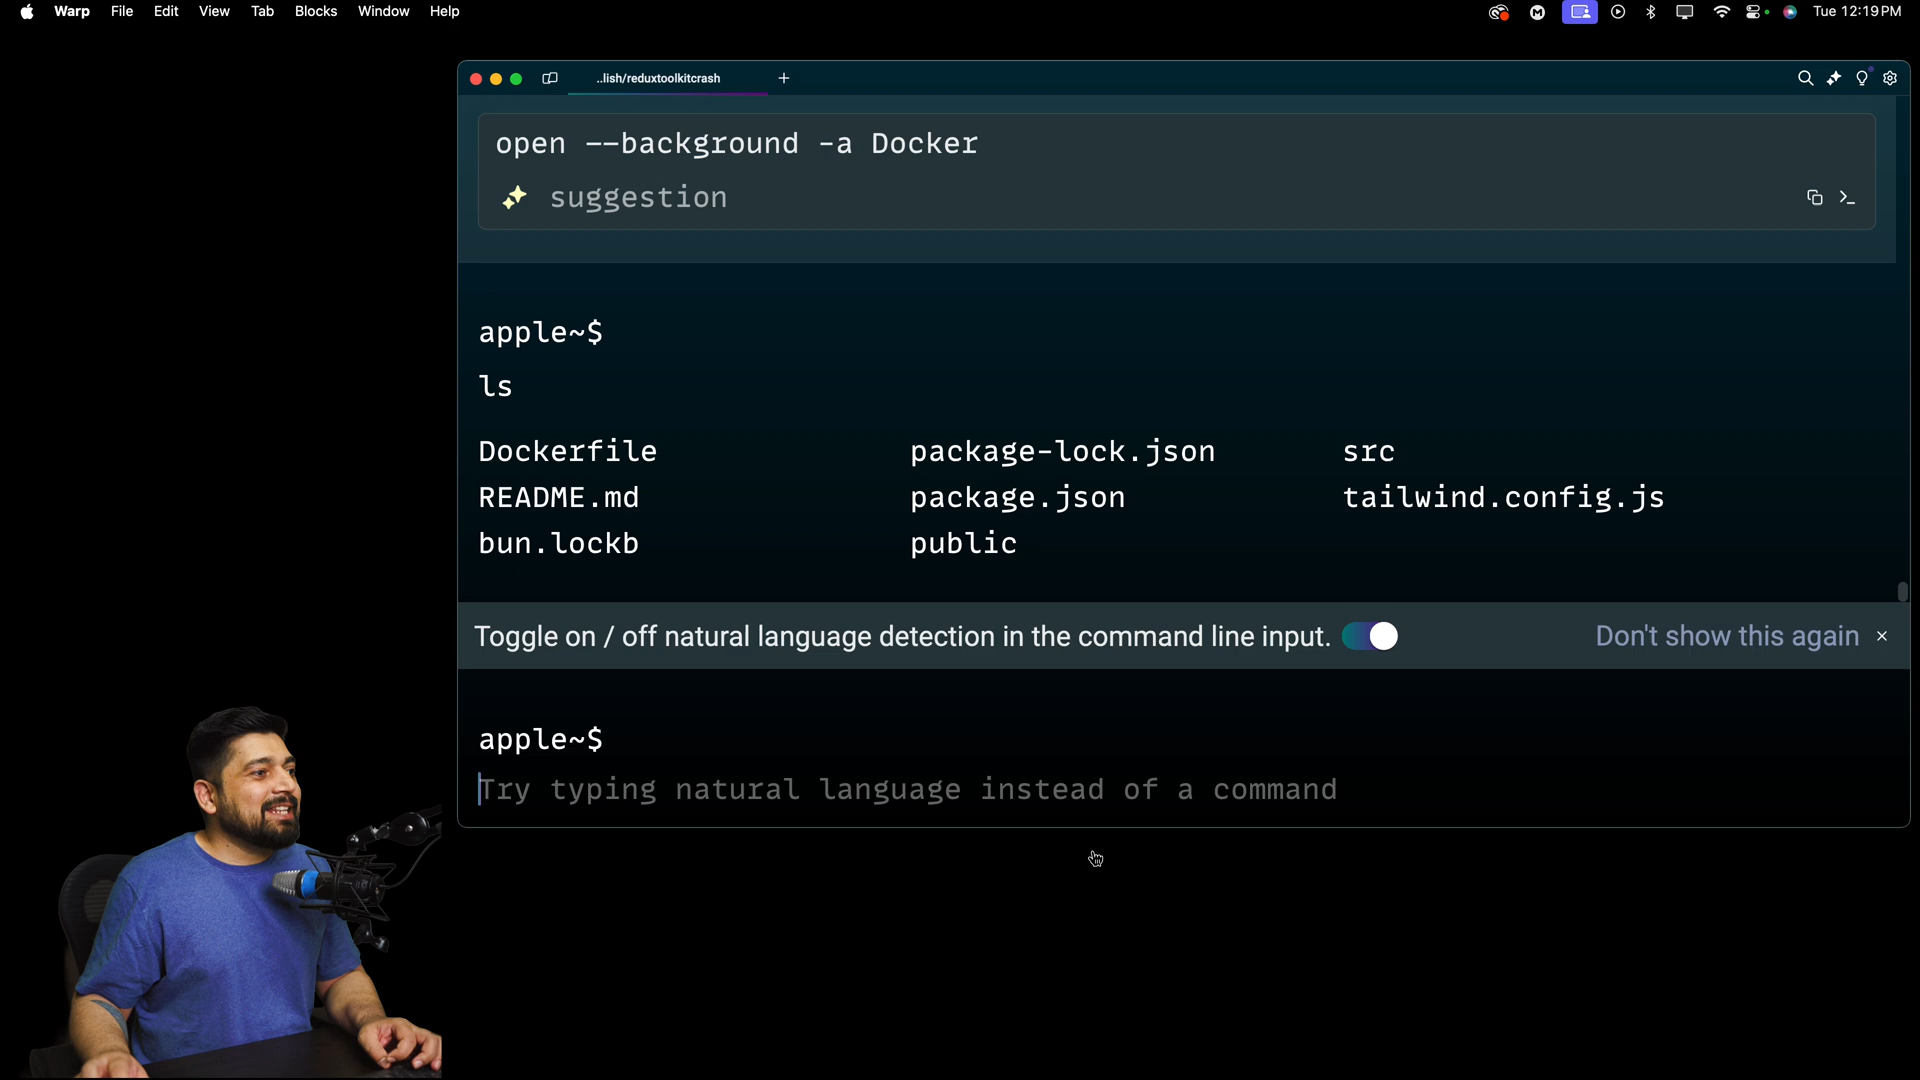 Warp File Edit View Tab Blocks Window Help Tue 12:19 PM
..lish/reduxtoolkitcrash
open --background -a Docker
suggestion
apple~$
ls
Dockerfile package-lock.json src
README.md package.json tailwind.config.js
bun.lockb public
Toggle on / off natural language detection in the command line input. Don't show this again
apple~$
Try typing natural language instead of a command